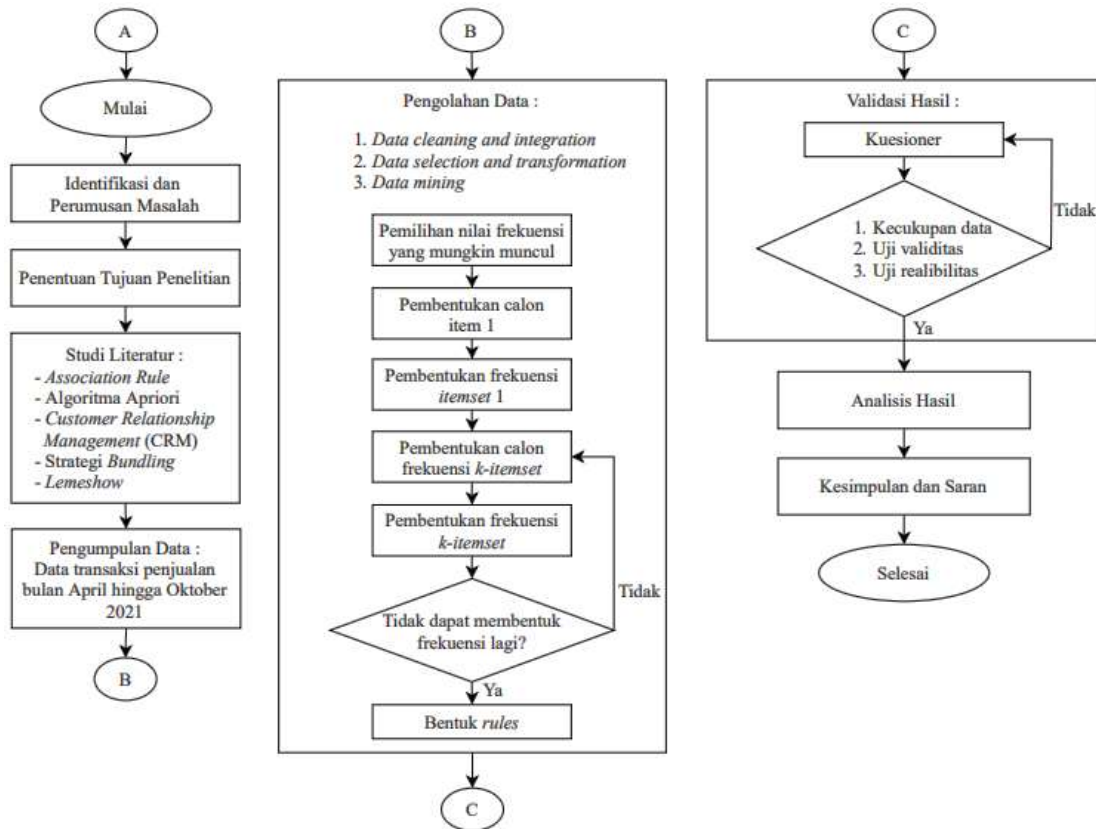 A
Mulai
Identifikasi dan
Perumusan Masalah
Penentuan Tujuan Penelitian
Studi Literatur :
- Association Rule
- Algoritma Apriori
- Customer Relationship
Management (CRM)
- Strategi Bundling
- Lemeshow
Pengumpulan Data :
Data transaksi penjualan
bulan April hingga Oktober
2021
B
B
Pengolahan Data :
1. Data cleaning and integration
2. Data selection and transformation
3. Data mining
Pemilihan nilai frekuensi
yang mungkin muncul
Pembentukan calon
item 1
Pembentukan frekuensi
itemset 1
Pembentukan calon
frekuensi k-itemset
Pembentukan frekuensi
k-itemset
Tidak
Tidak dapat membentuk
frekuensi lagi?
Ya
Bentuk rules
C
C
Validasi Hasil :
Kuesioner
Tidak
1. Kecukupan data
2. Uji validitas
3. Uji realibilitas
Ya
Analisis Hasil
Kesimpulan dan Saran
Selesai